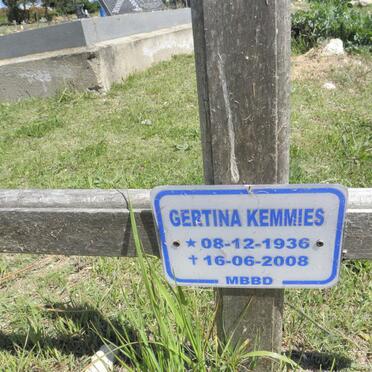 GERTINA KEMMIES
★ 08-12-1936
✝ 16-06-2008
MBBD